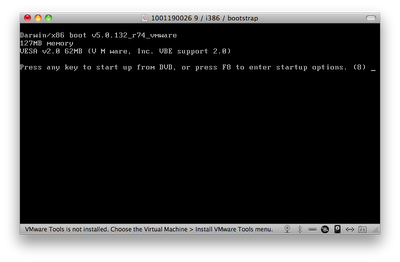 1001190026 9 / i386 / bootstrap
Darwin/x86 boot v5.0.132_r74_vmware
127MB memory
VESA v2.0 62MB (V M ware, Inc. VBE support 2.0)
Press any key to start up from DVD, or press F8 to enter startup options. (8) _
VMware Tools is not installed. Choose the Virtual Machine > Install VMware Tools menu.